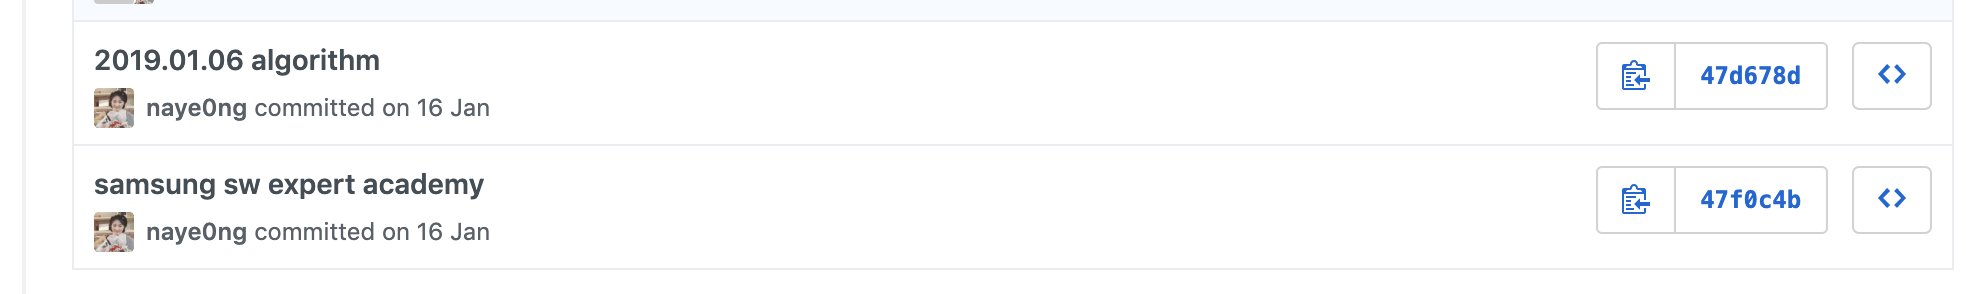 2019.01.06 algorithm
naye0ng committed on 16 Jan
47d678d
samsung sw expert academy
naye0ng committed on 16 Jan
47f0c4b